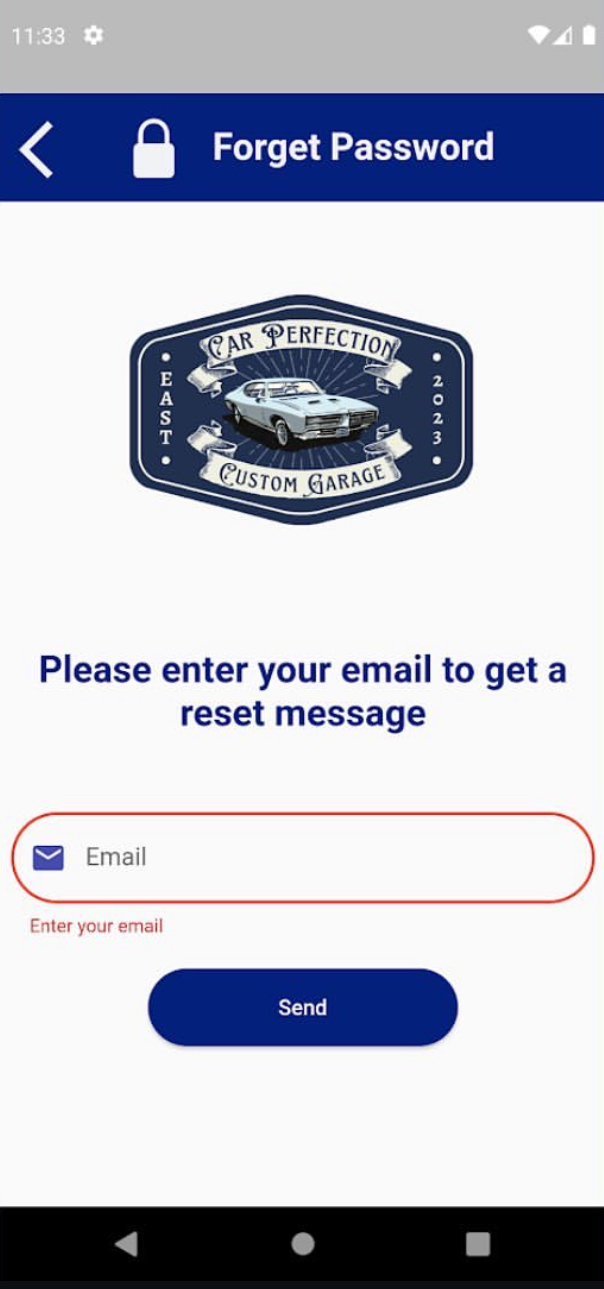 11:33
Forget Password
CAR PERFECTION
EAST
2023
CUSTOM GARAGE
Please enter your email to get a
reset message
Email
Enter your email
Send